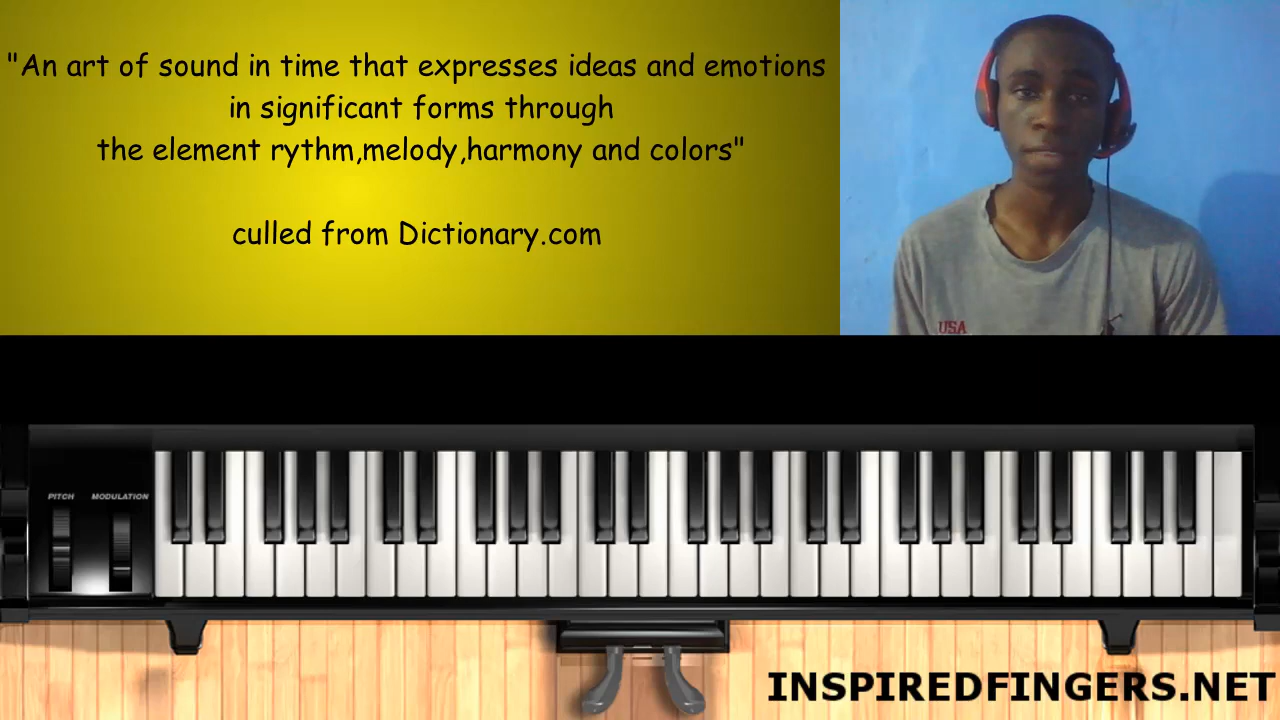 "An art of sound in time that expresses ideas and emotions
in significant forms through
the element rythm,melody,harmony and colors"
culled from Dictionary.com
USA
PITCH MODULATION
INSPIREDFINGERS.NET